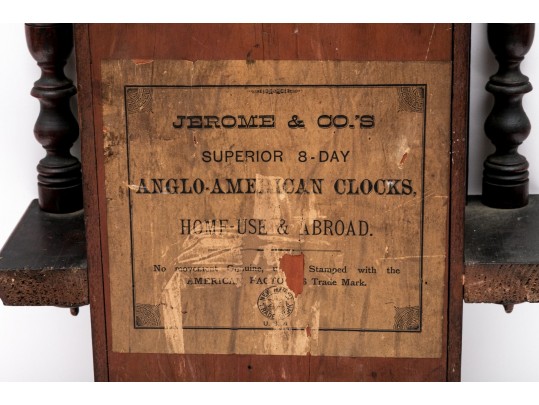 JEROME & CO.'S
SUPERIOR 8-DAY
ANGLO-AMERICAN CLOCKS,
HOME-USE & ABROAD.
No movement Genuine, Stamped with the
AMERICAN Trade Mark.
U.S.A.